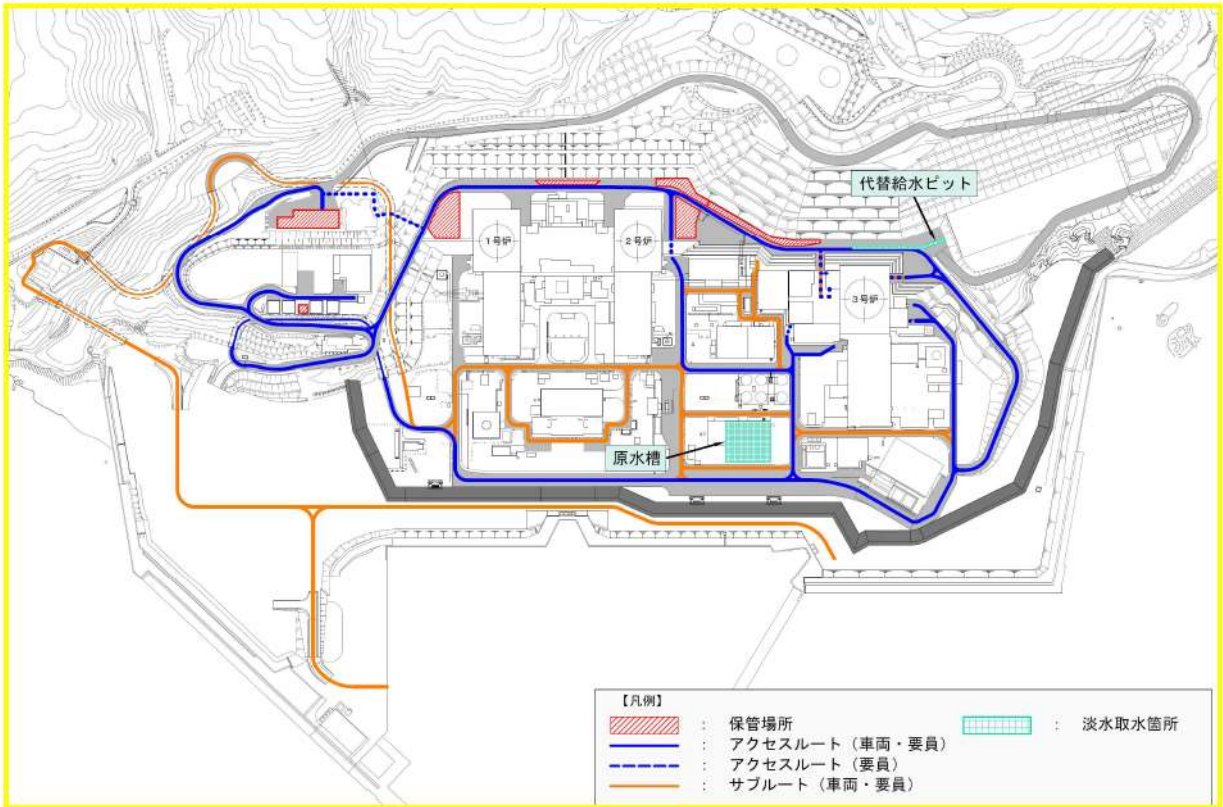 代替給水ピット
1号炉
2号炉
3号炉
原水槽
【凡例】
： 保管場所
： 淡水取水箇所
： アクセスルート（車両・要員）
： アクセスルート（要員）
： サブルート（車両・要員）